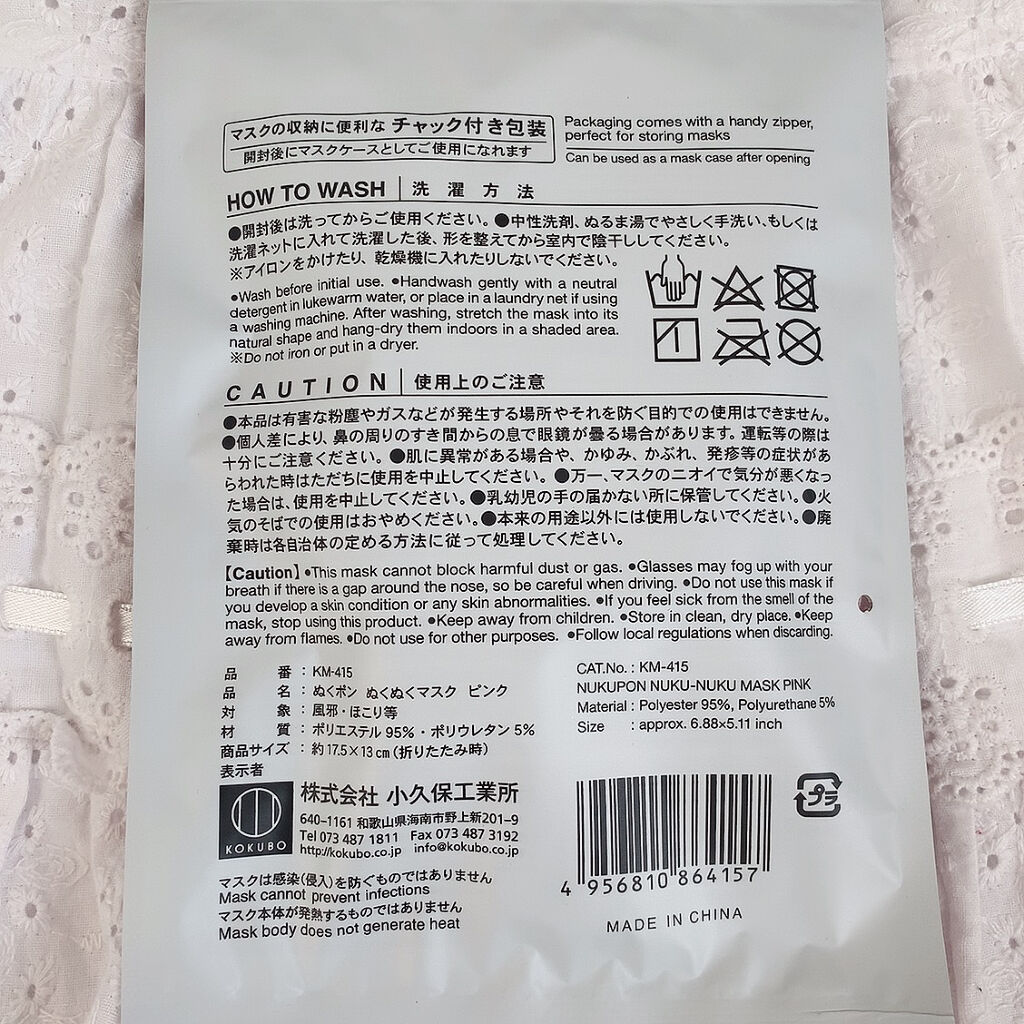 マスクの収納に便利な チャック付き包装
開封後にマスクケースとしてご使用になれます
Packaging comes with a handy zipper,
perfect for storing masks
Can be used as a mask case after opening
HOW TO WASH | 洗濯方法
●開封後は洗ってからご使用ください。●中性洗剤、ぬるま湯でやさしく手洗い、もしくは
洗濯ネットに入れて洗濯した後、形を整えてから室内で陰干ししてください。
※アイロンをかけたり、乾燥機に入れたりしないでください。
●Wash before initial use. ●Handwash gently with a neutral
detergent in lukewarm water, or place in a laundry net if using
a washing machine. After washing, stretch the mask into its
natural shape and hang-dry them indoors in a shaded area.
※Do not iron or put in a dryer.
CAUTION | 使用上のご注意
●本品は有害な粉塵やガスなどが発生する場所やそれを防ぐ目的での使用はできません。
●個人差により、鼻の周りのすき間からの息で眼鏡が曇る場合があります。運転等の際は
十分にご注意ください。●肌に異常がある場合や、かゆみ、かぶれ、発疹等の症状があ
らわれた時はただちに使用を中止してください。●万一、マスクのニオイで気分が悪くなっ
た場合は、使用を中止してください。●乳幼児の手の届かない所に保管してください。●火
気のそばでの使用はおやめください。●本来の用途以外には使用しないでください。●廃
棄時は各自治体の定める方法に従って処理してください。
【Caution】●This mask cannot block harmful dust or gas. ●Glasses may fog up with your
breath if there is a gap around the nose, so be careful when driving. ●Do not use this mask if
you develop a skin condition or any skin abnormalities. ●If you feel sick from the smell of the
mask, stop using this product. ●Keep away from children. ●Store in clean, dry place. ●Keep
away from flames. ●Do not use for other purposes. ●Follow local regulations when discarding.
品番：KM-415
品名：ぬくポン ぬくぬくマスク ピンク
対象：風邪・ほこり等
材質：ポリエステル 95%・ポリウレタン 5%
商品サイズ：約17.5×13㎝(折りたたみ時)
表示者
CAT.No. : KM-415
NUKUPON NUKU-NUKU MASK PINK
Material : Polyester 95%, Polyurethane 5%
Size : approx. 6.88×5.11 inch
KOKUBO
株式会社 小久保工業所
640-1161 和歌山県海南市野上新201-9
Tel 073 487 1811 Fax 073 487 3192
http://kokubo.co.jp info@kokubo.co.jp
プラ
マスクは感染(侵入)を防ぐものではありません
Mask cannot prevent infections
マスク本体が発熱するものではありません
Mask body does not generate heat
4 956810 864157
MADE IN CHINA